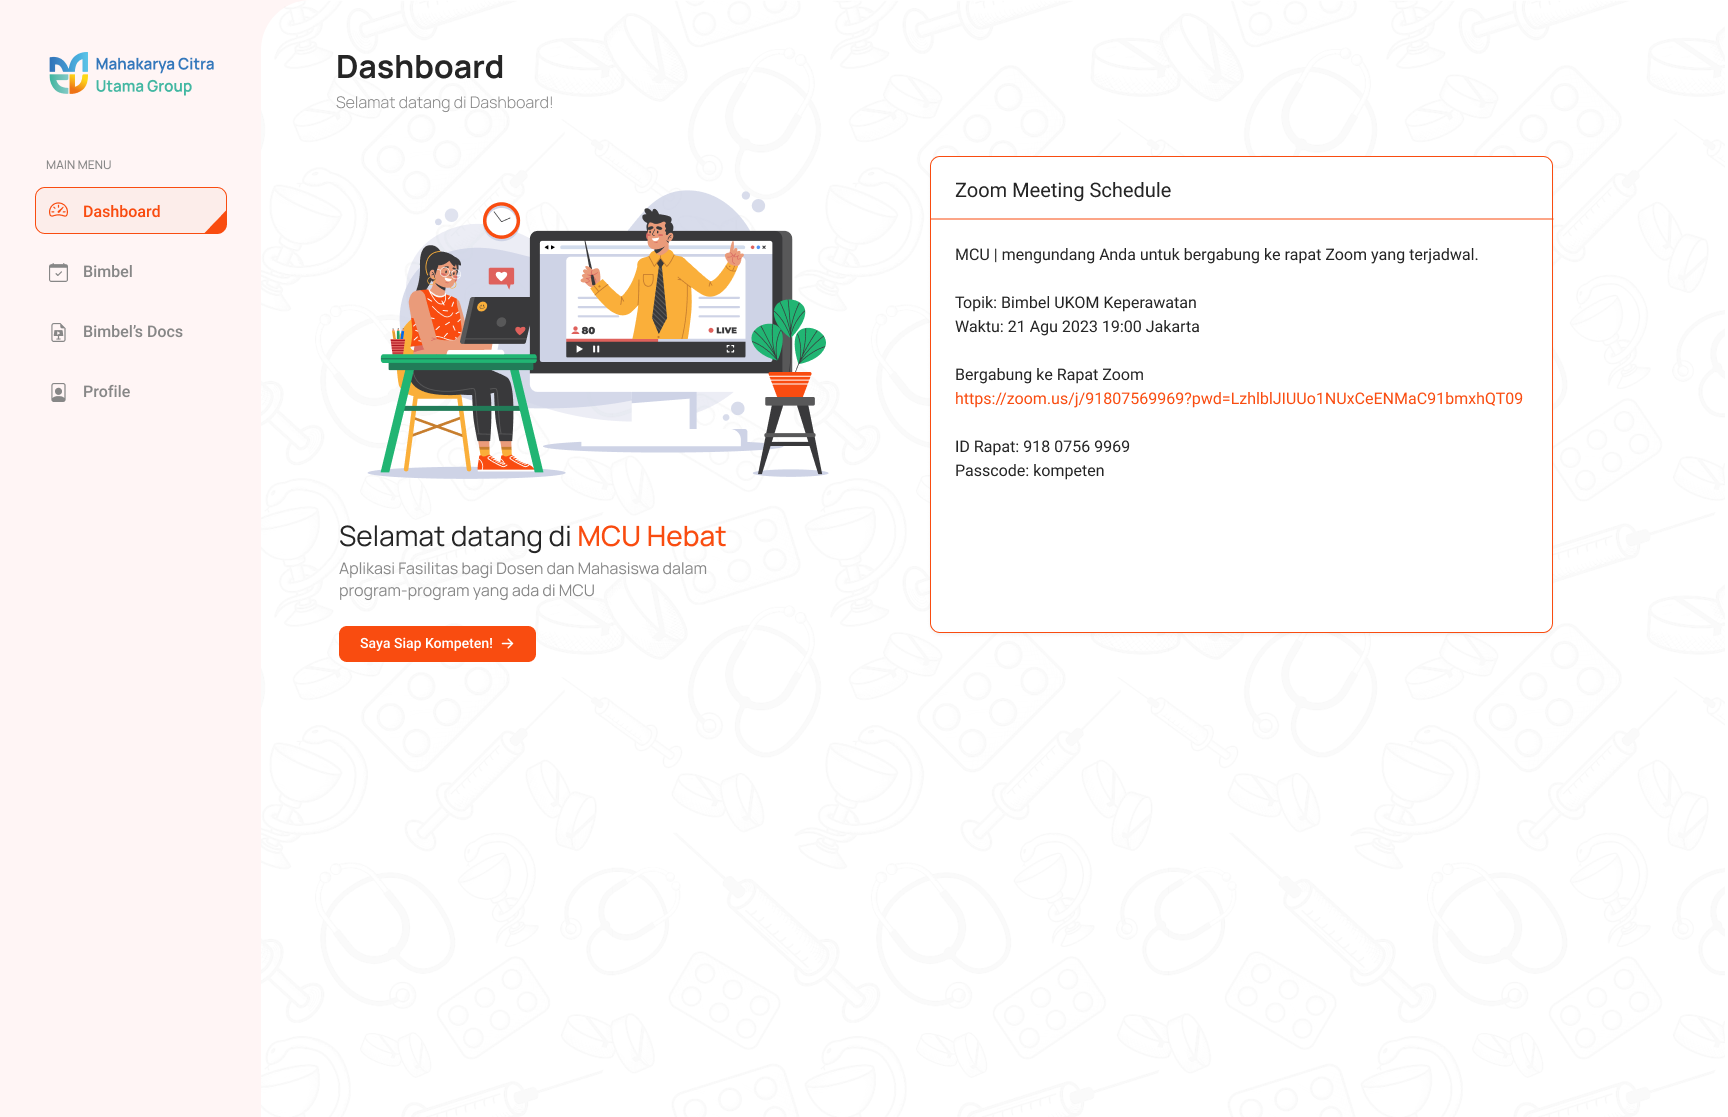 Mahakarya Citra
Utama Group
MAIN MENU
Dashboard
Bimbel
Bimbel's Docs
Profile
Dashboard
Selamat datang di Dashboard!
80
LIVE
Selamat datang di MCU Hebat
Aplikasi Fasilitas bagi Dosen dan Mahasiswa dalam
program-program yang ada di MCU
Saya Siap Kompeten! →
Zoom Meeting Schedule
MCU | mengundang Anda untuk bergabung ke rapat Zoom yang terjadwal.
Topik: Bimbel UKOM Keperawatan
Waktu: 21 Agu 2023 19:00 Jakarta
Bergabung ke Rapat Zoom
https://zoom.us/j/91807569969?pwd=LzhlblJIUUo1NUxCeENMaC91bmxhQT09
ID Rapat: 918 0756 9969
Passcode: kompeten